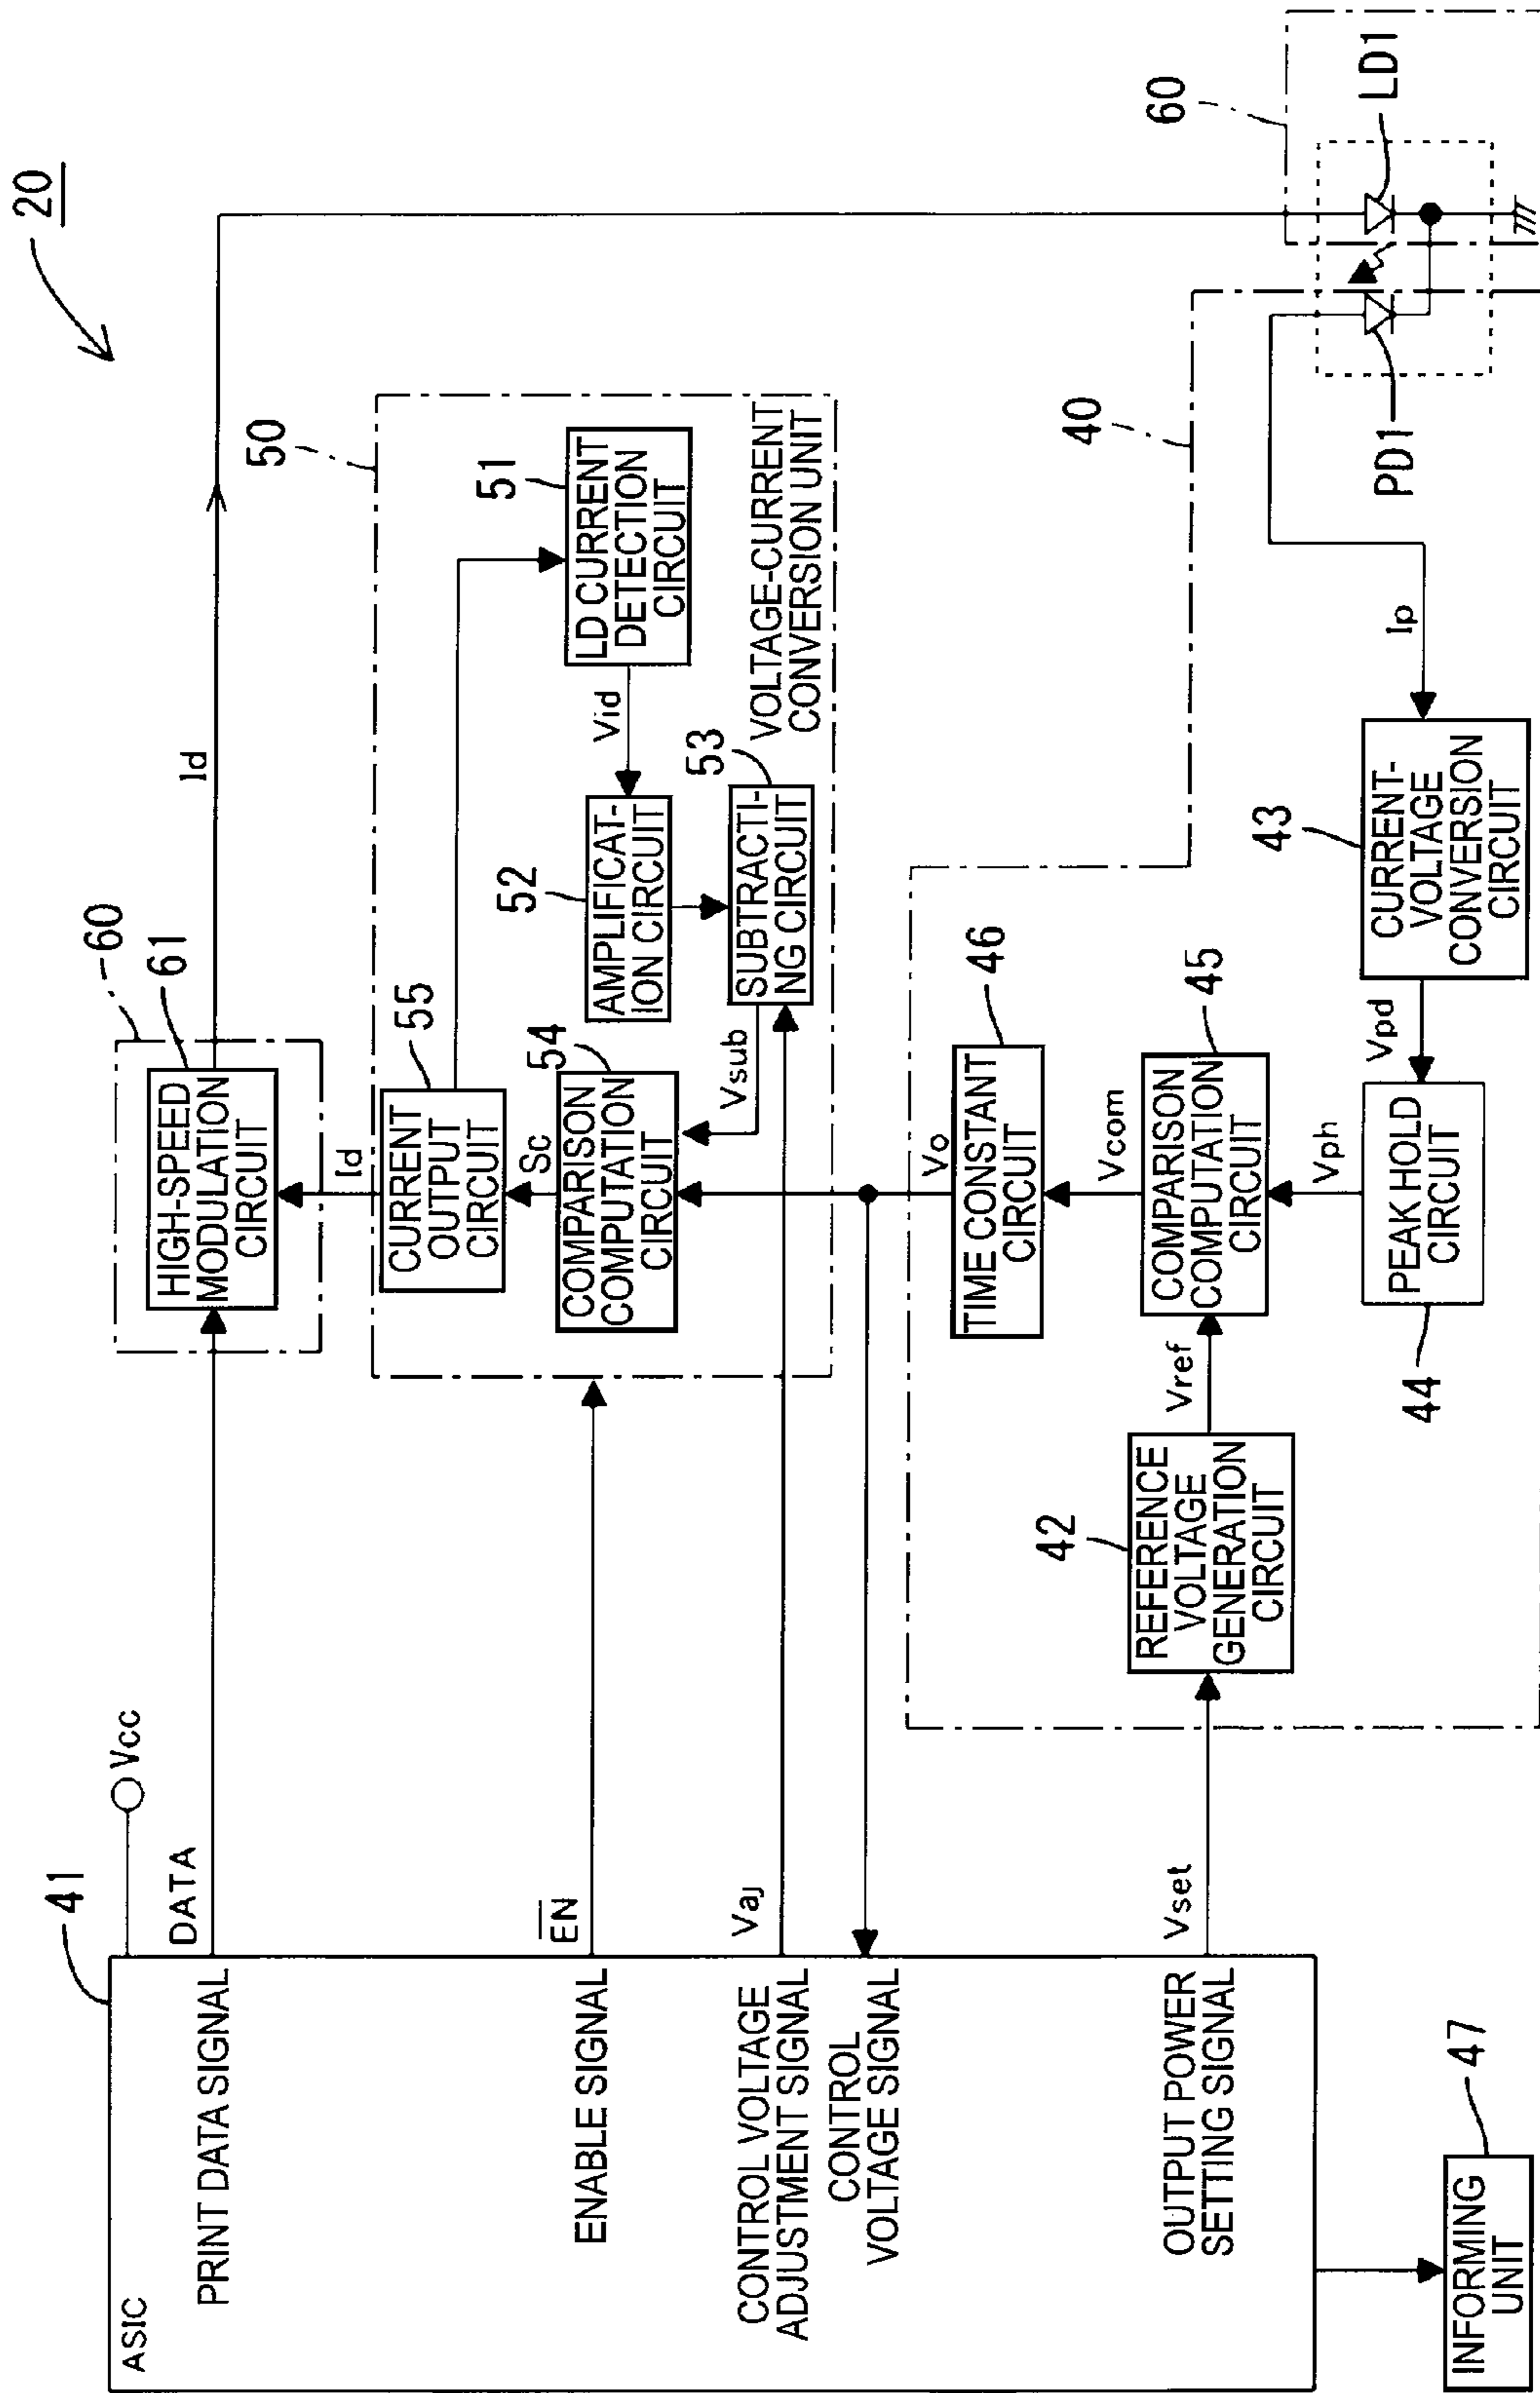 20
41
ASIC
Vcc
PRINT DATA SIGNAL
DATA
ENABLE SIGNAL
EN
CONTROL VOLTAGE
ADJUSTMENT SIGNAL
Vaj
CONTROL
VOLTAGE SIGNAL
OUTPUT POWER
SETTING SIGNAL
Vset
INFORMING
UNIT
47
60
61
HIGH-SPEED
MODULATION
CIRCUIT
Id
Id
50
55
CURRENT
OUTPUT
CIRCUIT
51
LD CURRENT
DETECTION
CIRCUIT
Sc
54
COMPARISON
COMPUTATION
CIRCUIT
Vid
52
AMPLIFICAT-
ION CIRCUIT
53
SUBTRACTI-
NG CIRCUIT
Vsub
VOLTAGE-CURRENT
CONVERSION UNIT
40
Vo
46
TIME CONSTANT
CIRCUIT
Vcom
45
COMPARISON
COMPUTATION
CIRCUIT
42
REFERENCE
VOLTAGE
GENERATION
CIRCUIT
Vref
Vph
44
PEAK HOLD
CIRCUIT
Vpd
43
CURRENT-
VOLTAGE
CONVERSION
CIRCUIT
Ip
60
LD1
PD1